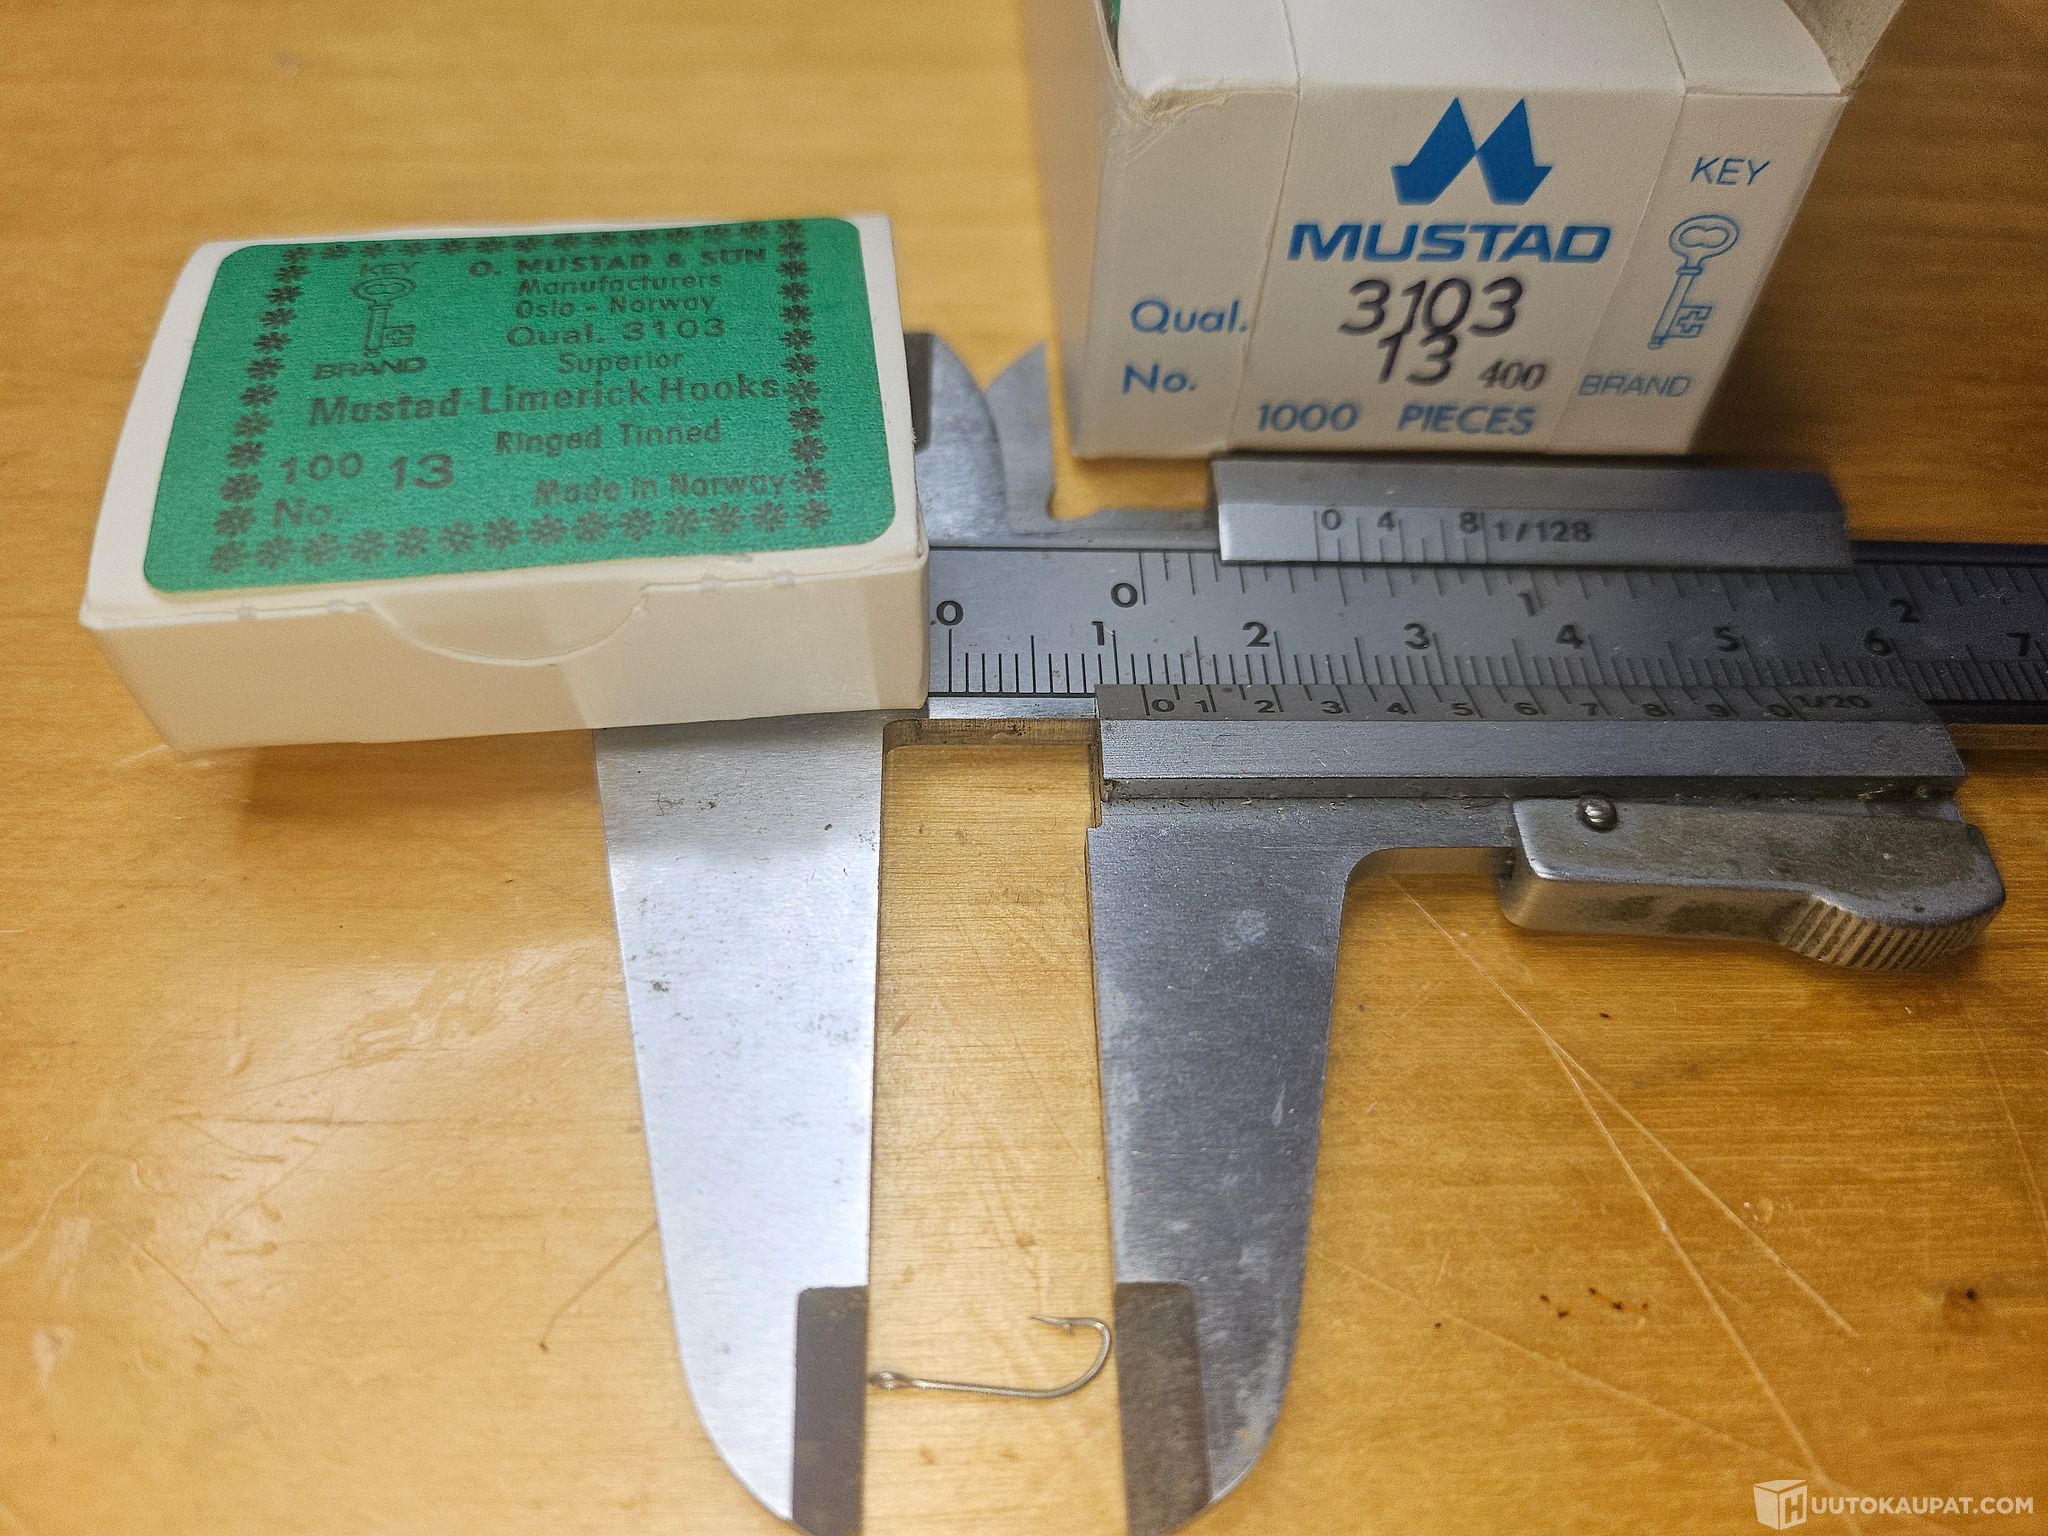 KEY
BRAND
O. MUSTAD & SÖN
Manufacturers
Oslo - Norway
Qual. 3103
Superior
Mustad-Limerick Hooks
Ringed Tinned
100 13
No.
Made in Norway
MUSTAD
Qual. 3103
No. 13 400
1000 PIECES
KEY
BRAND
0 4 8 1/128
0 1 2
0 1 2 3 4 5 6 7
0 1 2 3 4 5 6 7 8 9 0 1/20
HUUTOKAUPAT.COM